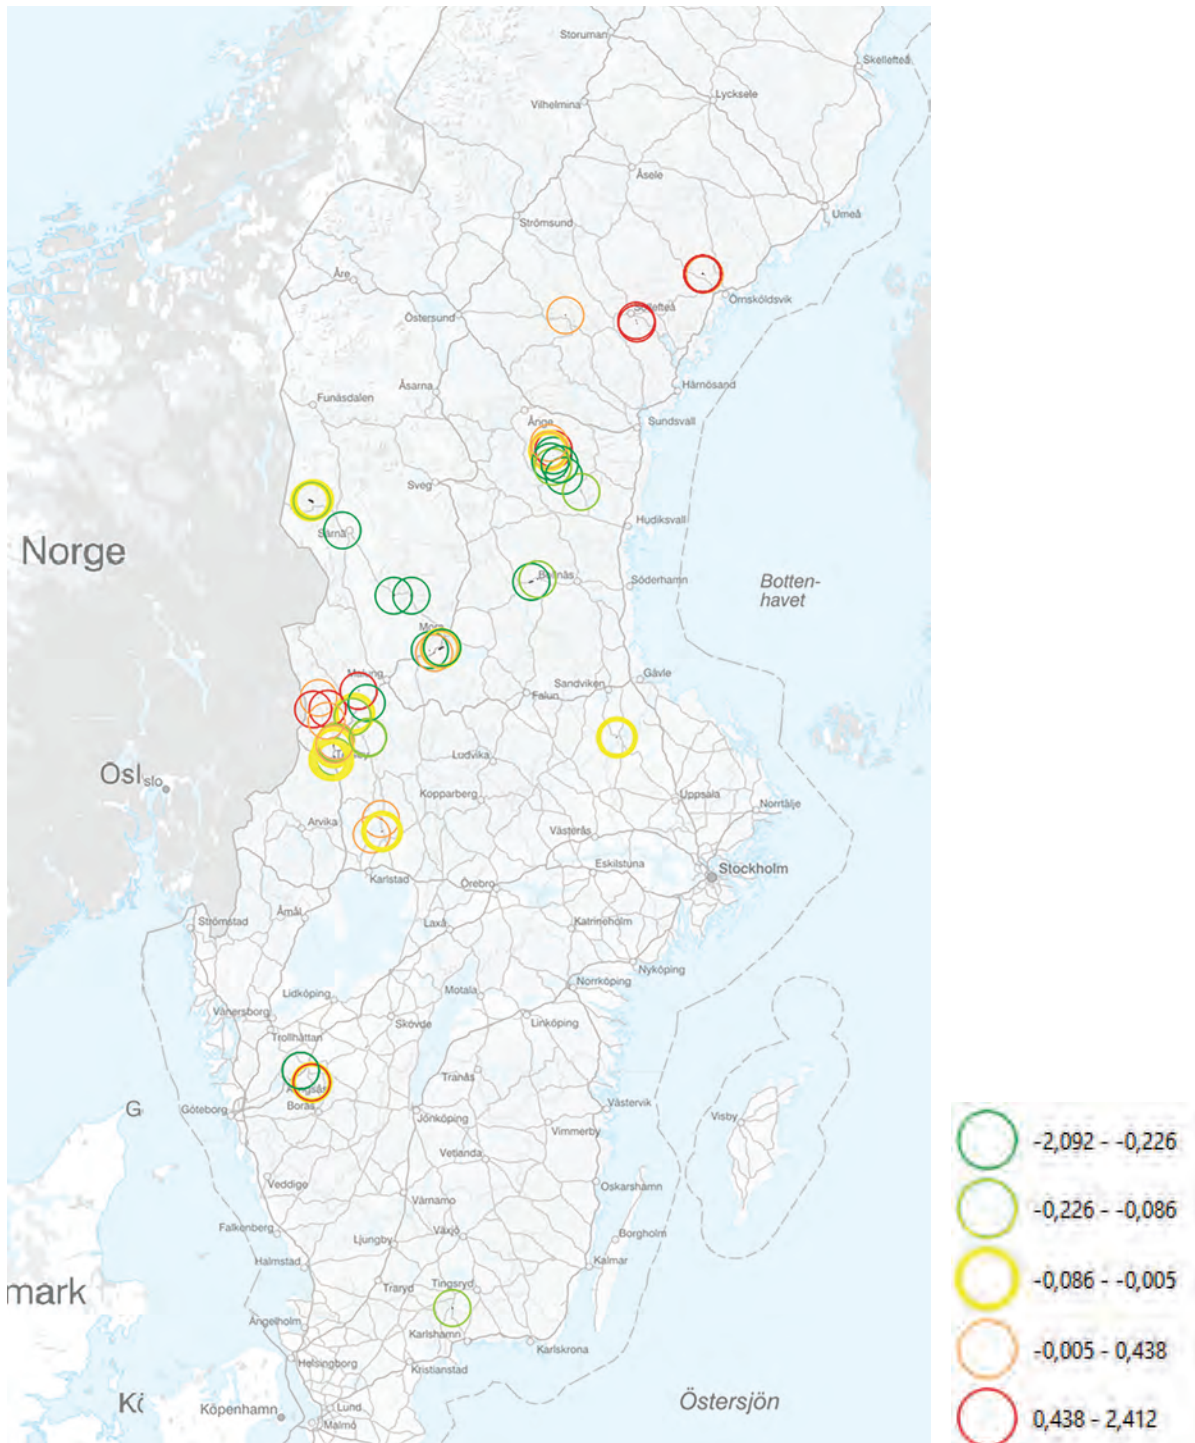 Storuman
Skellefteå
Lycksele
Vilhelmina
Åsele
Umeå
Strömsund
Åre
Örnsköldsvik
Östersund
Åsarna
Härnösand
Funäsdalen
Ånge
Sundsvall
Sveg
Hudiksvall
Särna
Norge
Bollnäs
Söderhamn
Botten-
havet
Mora
Malung
Gävle
Sandviken
Falun
Ludvika
Osl
slo
Kopparberg
Uppsala
Norrtälje
Arvika
Västerås
Eskilstuna
Stockholm
Karlstad
Örebro
Åmål
Strömstad
Laxå
Katrineholm
Nyköping
Norrköping
Lidköping
Motala
Vänersborg
Skövde
Linköping
Trollhättan
Tranås
G
Göteborg
Borås
Jönköping
Västervik
Visby
Vimmerby
Vetlanda
Veddige
Värnamo
Oskarshamn
Falkenberg
Växjö
Ljungby
Borgholm
Halmstad
Kalmar
mark
Traryd
Tingsryd
Ängelholm
Karlshamn
Karlskrona
Helsingborg
Kristianstad
Köpenhamn
Lund
Malmö
Östersjön
-2,092 - -0,226
-0,226 - -0,086
-0,086 - -0,005
-0,005 - 0,438
0,438 - 2,412